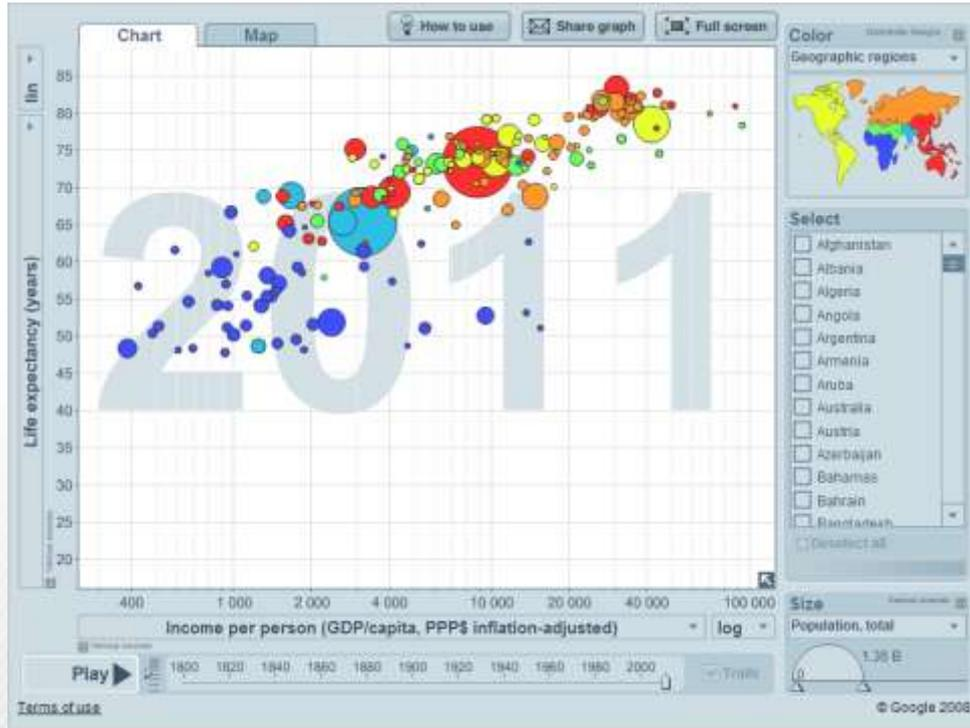 Chart
Map
How to use
Share graph
Full screen
Color
Geographic regions
lin
Life expectancy (years)
85
80
75
70
65
60
55
50
45
40
35
30
25
20
2011
Select
Afghanistan
Albania
Algeria
Angola
Argentina
Armenia
Aruba
Australia
Austria
Azerbaijan
Bahamas
Bahrain
Bangladesh
Deselect all
400
1 000
2 000
4 000
10 000
20 000
40 000
100 000
Income per person (GDP/capita, PPP$ inflation-adjusted)
log
Size
Population, total
1.35 B
0
Play
1800 1820 1840 1860 1880 1900 1920 1940 1960 1980 2000
Trails
Terms of use
© Google 2008